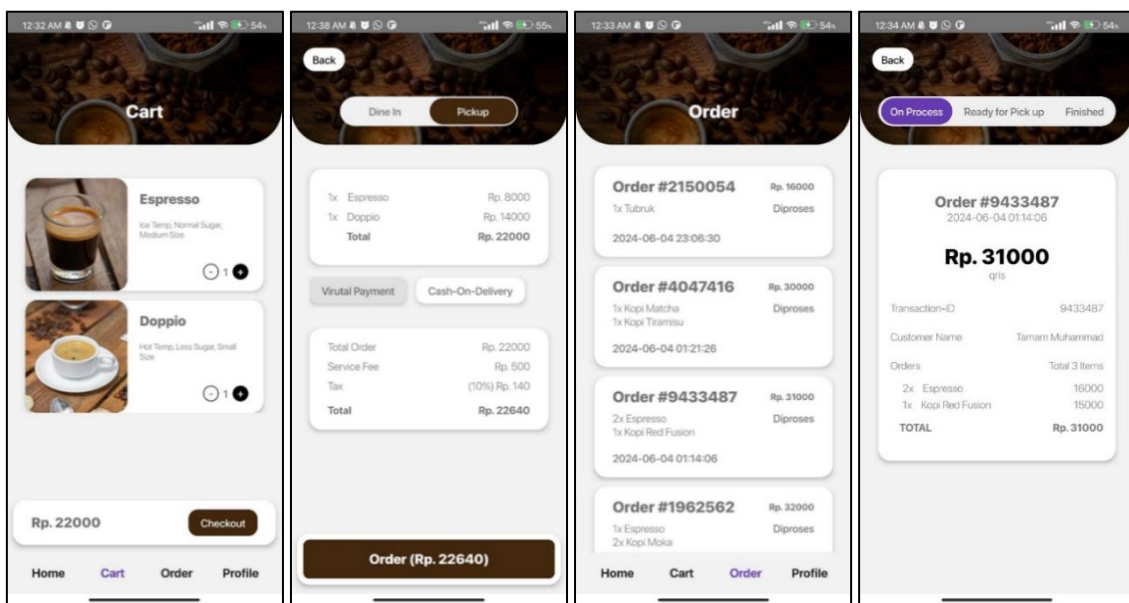 12:32 AM
54%
Cart
Espresso
Ice Temp, Normal Sugar,
Medium Size
- 1 +
Doppio
Hot Temp, Less Sugar, Small
Size
- 1 +
Rp. 22000 Checkout
Home Cart Order Profile
12:38 AM
55%
Back
Dine In Pickup
1x Espresso Rp. 8000
1x Doppio Rp. 14000
Total Rp. 22000
Virutal Payment Cash-On-Delivery
Total Order Rp. 22000
Service Fee Rp. 500
Tax (10%) Rp. 140
Total Rp. 22640
Order (Rp. 22640)
12:33 AM
54%
Order
Order #2150054 Rp. 16000
1x Tubruk Diproses
2024-06-04 23:06:30
Order #4047416 Rp. 30000
1x Kopi Matcha Diproses
1x Kopi Tiramisu
2024-06-04 01:21:26
Order #9433487 Rp. 31000
2x Espresso Diproses
1x Kopi Red Fusion
2024-06-04 01:14:06
Order #1962562 Rp. 32000
1x Espresso Diproses
2x Kopi Moka
Home Cart Order Profile
12:34 AM
54%
Back
On Process Ready for Pick up Finished
Order #9433487
2024-06-04 01:14:06
Rp. 31000
qris
Transaction-ID 9433487
Customer Name Tamam Muhammad
Orders Total 3 Items
2x Espresso 16000
1x Kopi Red Fusion 15000
TOTAL Rp. 31000